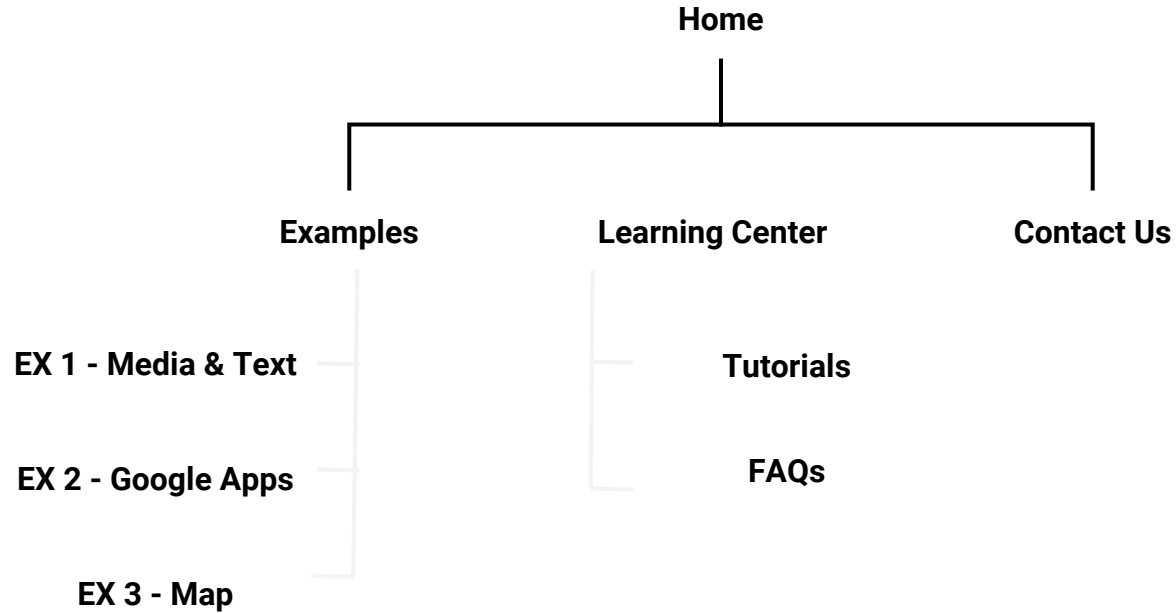 Home
Examples
Learning Center
Contact Us
EX 1 - Media & Text
Tutorials
EX 2 - Google Apps
FAQs
EX 3 - Map